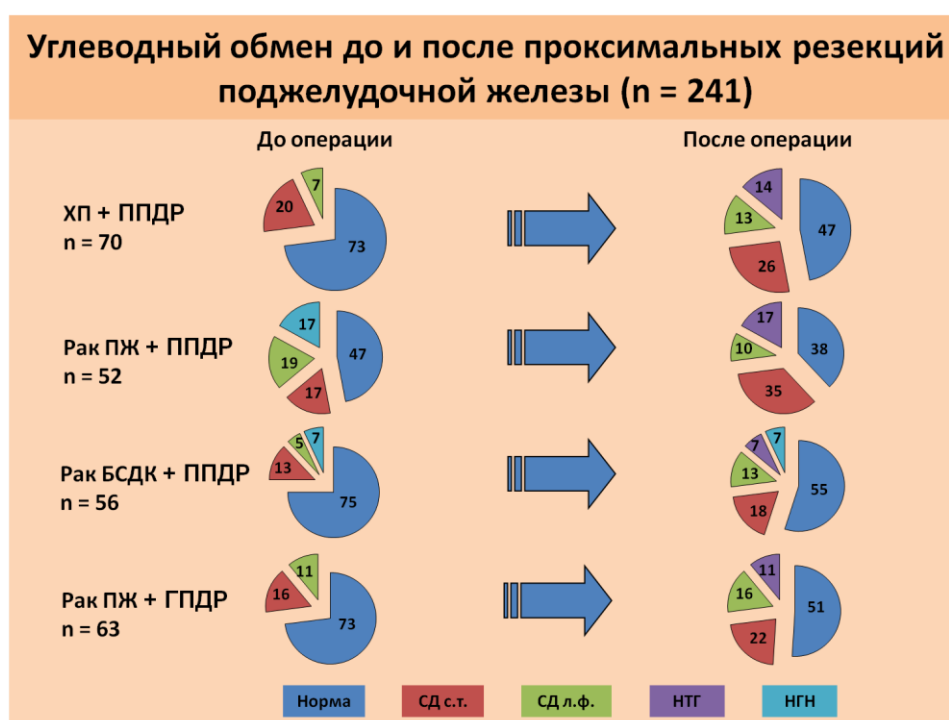 Углеводный обмен до и после проксимальных резекций
поджелудочной железы (n = 241)
До операции
После операции
ХП + ППДР
n = 70
7
20
73
14
13
47
26
Рак ПЖ + ППДР
n = 52
17
47
19
17
17
38
10
35
Рак БСДК + ППДР
n = 56
7
5
13
75
7
7
13
55
18
Рак ПЖ + ГПДР
n = 63
11
16
73
11
16
51
22
Норма
СД с.т.
СД л.ф.
НТГ
НГН